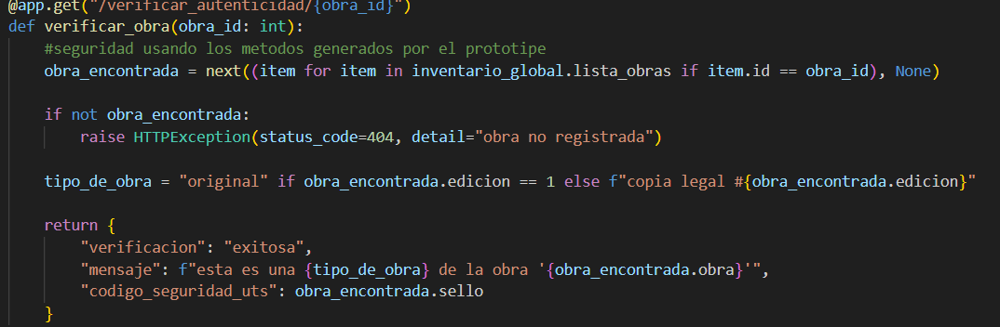 @app.get("/verificar_autenticidad/{obra_id}")
def verificar_obra(obra_id: int):
    #seguridad usando los metodos generados por el prototipe
    obra_encontrada = next((item for item in inventario_global.lista_obras if item.id == obra_id), None)
    if not obra_encontrada:
        raise HTTPException(status_code=404, detail="obra no registrada")
    tipo_de_obra = "original" if obra_encontrada.edicion == 1 else f"copia legal #{obra_encontrada.edicion}"
    return {
        "verificacion": "exitosa",
        "mensaje": f"esta es una {tipo_de_obra} de la obra '{obra_encontrada.obra}'",
        "codigo_seguridad_uts": obra_encontrada.sello
    }